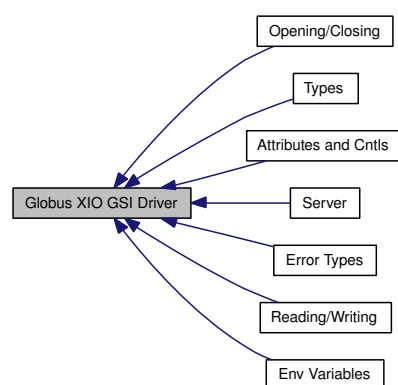 Opening/Closing
Types
Attributes and Cntls
Globus XIO GSI Driver
Server
Error Types
Reading/Writing
Env Variables